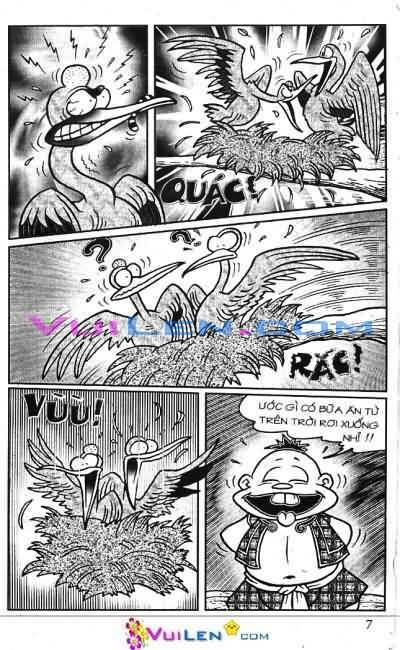 QUÁC!
?
?
VUILEN.COM
RẮC!
VÙÙ!
ƯỚC GÌ CÓ BỮA ĂN TỪ
TRÊN TRỜI RƠI XUỐNG
NHỈ !!
7
VUILEN.COM